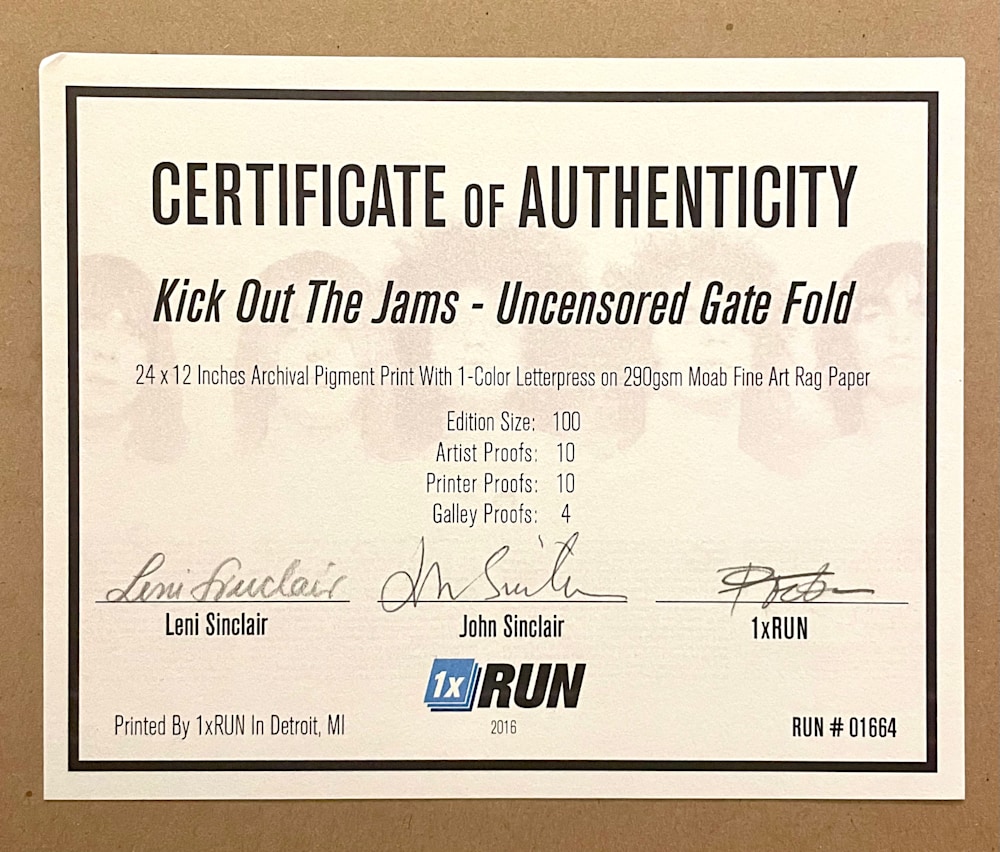 CERTIFICATE OF AUTHENTICITY
Kick Out The Jams - Uncensored Gate Fold
24 x 12 Inches Archival Pigment Print With 1-Color Letterpress on 290gsm Moab Fine Art Rag Paper
Edition Size: 100
Artist Proofs: 10
Printer Proofs: 10
Galley Proofs: 4
Leni Sinclair John Sinclair
Leni Sinclair John Sinclair 1xRUN
1x RUN
2016
Printed By 1xRUN In Detroit, MI RUN # 01664